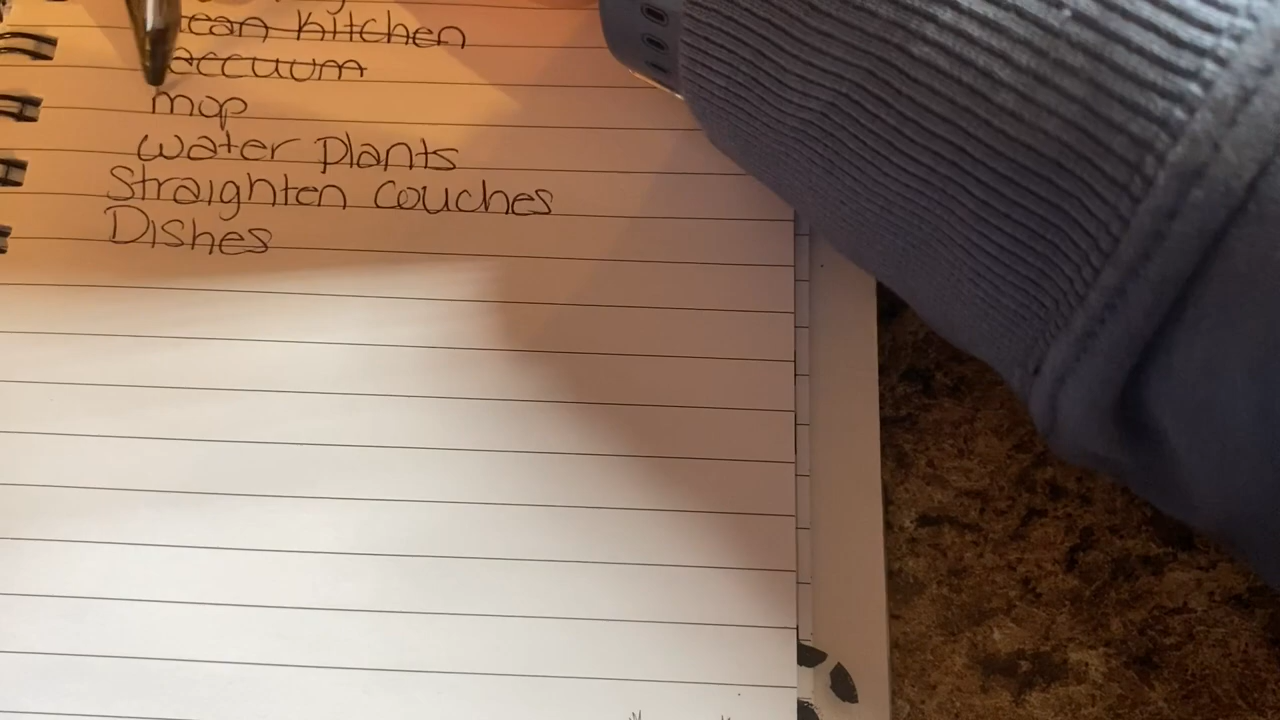 Kitchen
mop
water plants
Straighten Couches
Dishes